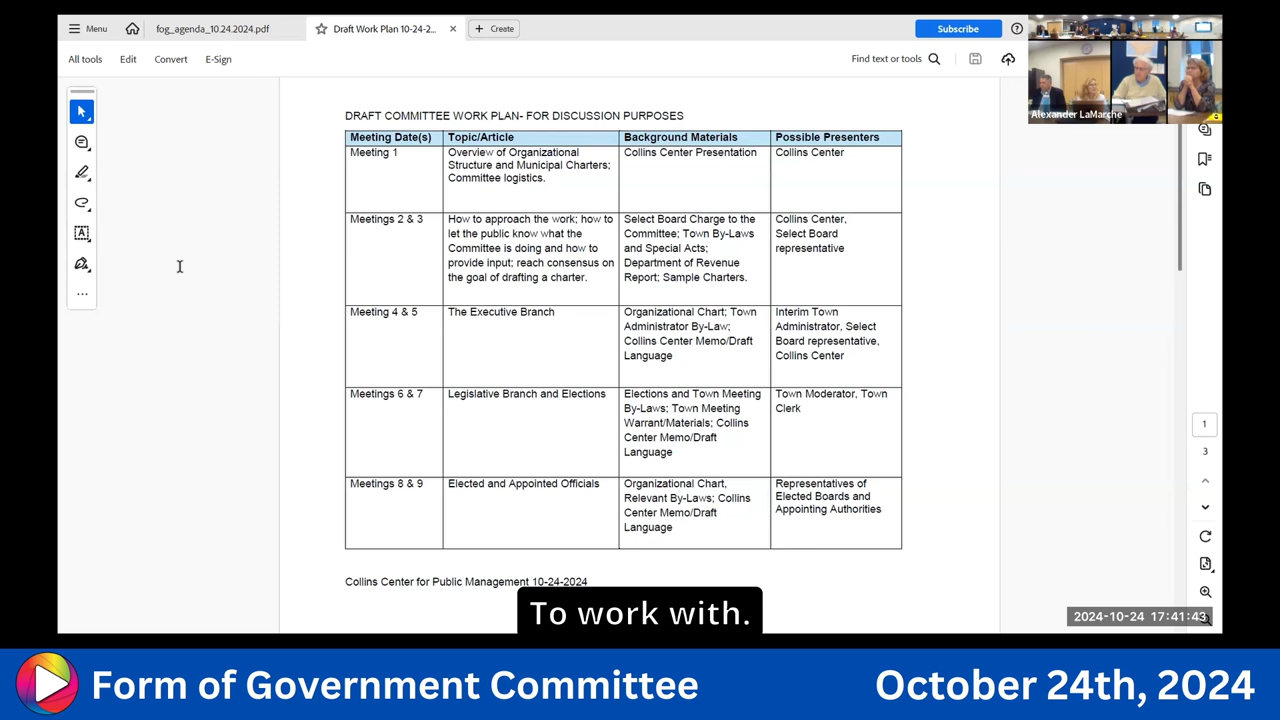 Menu
fog_agenda_10.24.2024.pdf
Draft Work Plan 10-24-2...
Create
Subscribe
All tools
Edit
Convert
E-Sign
Find text or tools
Alexander LaMarche
DRAFT COMMITTEE WORK PLAN- FOR DISCUSSION PURPOSES
Meeting Date(s) Topic/Article Background Materials Possible Presenters
Meeting 1
Overview of Organizational
Structure and Municipal Charters;
Committee logistics.
Collins Center Presentation
Collins Center
Meetings 2 & 3
How to approach the work; how to
let the public know what the
Committee is doing and how to
provide input; reach consensus on
the goal of drafting a charter.
Select Board Charge to the
Committee; Town By-Laws
and Special Acts;
Department of Revenue
Report; Sample Charters.
Collins Center,
Select Board
representative
Meeting 4 & 5
The Executive Branch
Organizational Chart; Town
Administrator By-Law;
Collins Center Memo/Draft
Language
Interim Town
Administrator, Select
Board representative,
Collins Center
Meetings 6 & 7
Legislative Branch and Elections
Elections and Town Meeting
By-Laws; Town Meeting
Warrant/Materials; Collins
Center Memo/Draft
Language
Town Moderator, Town
Clerk
Meetings 8 & 9
Elected and Appointed Officials
Organizational Chart,
Relevant By-Laws; Collins
Center Memo/Draft
Language
Representatives of
Elected Boards and
Appointing Authorities
Collins Center for Public Management 10-24-2024
1
3
To work with.
2024-10-24 17:41:43
Form of Government Committee
October 24th, 2024